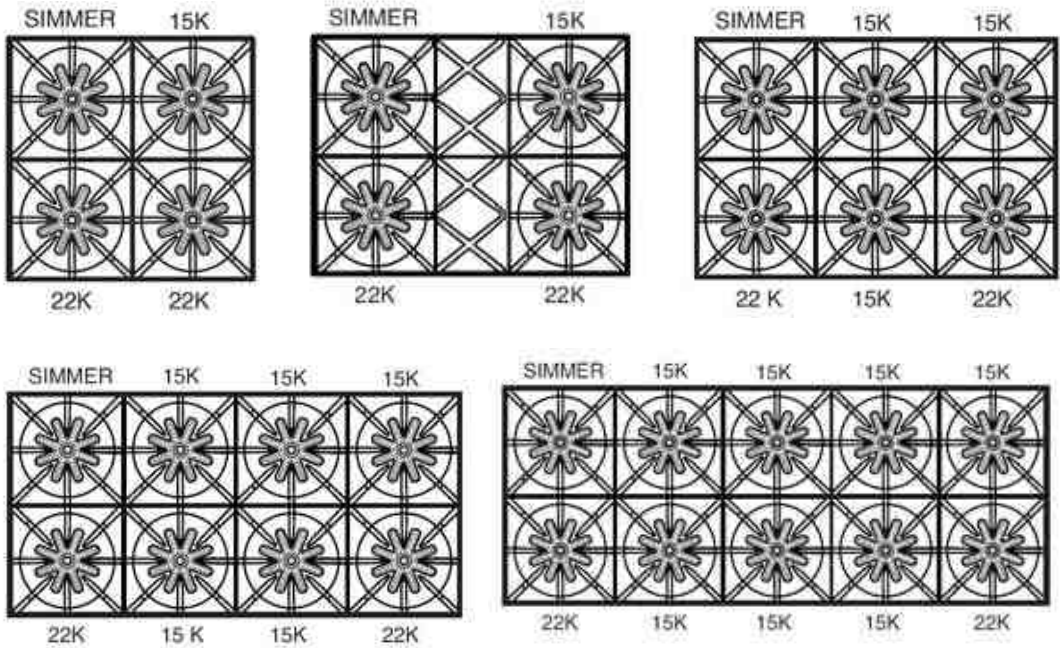 SIMMER 15K
22K 22K
SIMMER 15K
22K 22K
SIMMER 15K 15K
22 K 15K 22K
SIMMER 15K 15K 15K
22K 15 K 15K 22K
SIMMER 15K 15K 15K 15K
22K 15K 15K 15K 22K